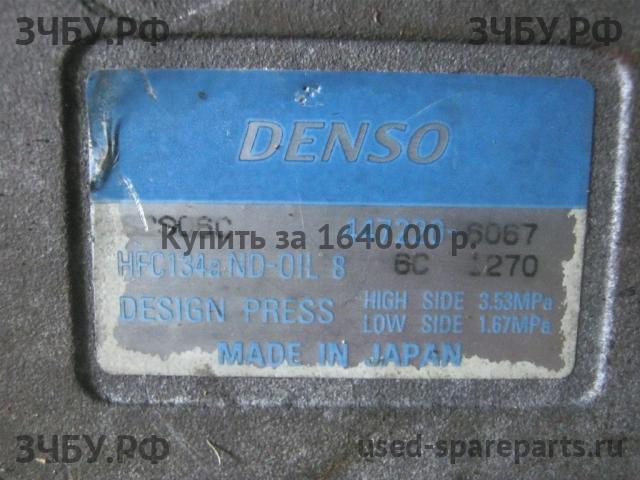 ЗЧБУ.РФ ЗЧБУ.РФ
DENSO
6067
Купить за 1640.00 р.
HFC134a ND-OIL 8 6C 1270
DESIGN PRESS HIGH SIDE 3.53MPa
LOW SIDE 1.67MPa
MADE IN JAPAN
ЗЧБУ.РФ used-spareparts.ru